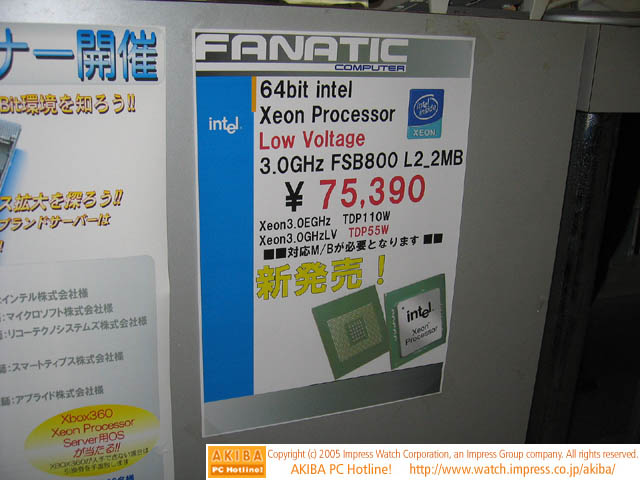 ナー開催
Bit環境を知ろう!!
ス拡大を探ろう!!
ブランドサーバーは
インテル株式会社様
マイクロソフト株式会社様
リコーテクノシステムズ株式会社様
スマートティブス株式会社様
アプライド株式会社様
Xbox360
Xeon Processor
Server用OS
が当たる!!
FANATIC
COMPUTER
intel
64bit intel
Xeon Processor
Low Voltage
3.0GHz FSB800 L2_2MB
¥ 75,390
intel inside
XEON
Xeon3.0EGHz TDP110W
Xeon3.0GHzLV TDP55W
■■対応M/Bが必要となります■■
新発売！
intel
Xeon
Processor
AKIBA
PC Hotline!
Copyright (c) 2005 Impress Watch Corporation, an Impress Group company. All rights reserved.
AKIBA PC Hotline! http://www.watch.impress.co.jp/akiba/